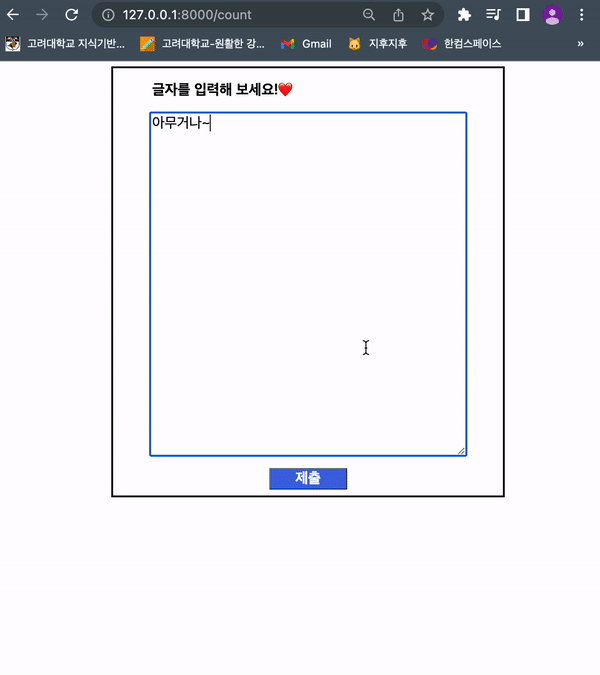 127.0.0.1:8000/count
고려대학교 지식기반... 고려대학교-원활한 강... Gmail 지후지후 한컴스페이스 »
글자를 입력해 보세요!❤️
아무거나~
제출